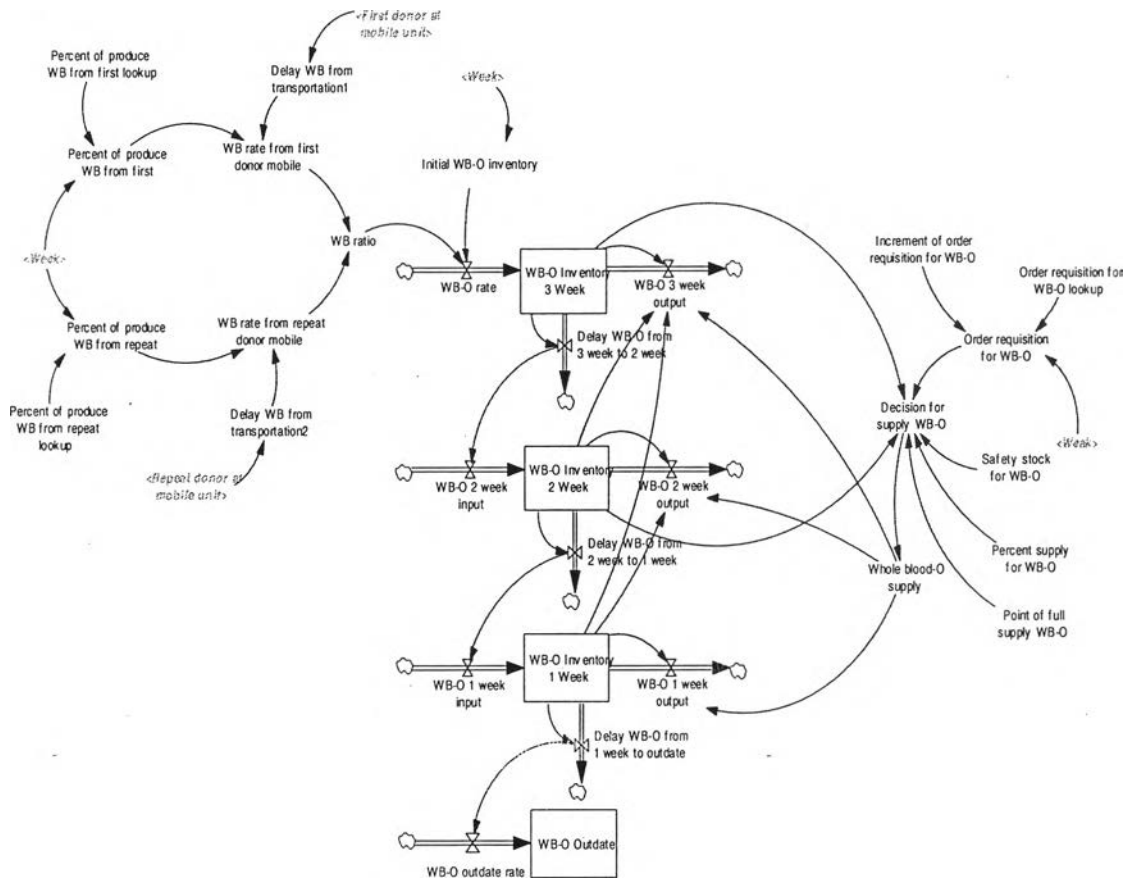 <First donor at
mobile unit>
Percent of produce
WB from first lookup
Delay WB from
transportation1
<Week>
Percent of produce
WB from first
WB rate from first
donor mobile
Initial WB-O inventory
WB ratio
<Week>
WB-O rate
WB-O Inventory
3 Week
WB-O 3 week
output
Increment of order
requisition for WB-O
Order requisition for
WB-O lookup
Percent of produce
WB from repeat
WB rate from repeat
donor mobile
Delay WB-O from
3 week to 2 week
Order requisition
for WB-O
Percent of produce
WB from repeat
lookup
Delay WB from
transportation2
Decision for
supply WB-O
<Weak>
<Repeat donor at
mobile unit>
WB-O 2 week
input
WB-O Inventory
2 Week
WB-O 2 week
output
Safety stock
for WB-O
Delay WB-O from
2 week to 1 week
Whole blood-O
supply
Percent supply
for WB-O
Point of full
supply WB-O
WB-O 1 week
input
WB-O Inventory
1 Week
WB-O 1 week
output
Delay WB-O from
1 week to outdate
WB-O outdate rate
WB-O Outdate